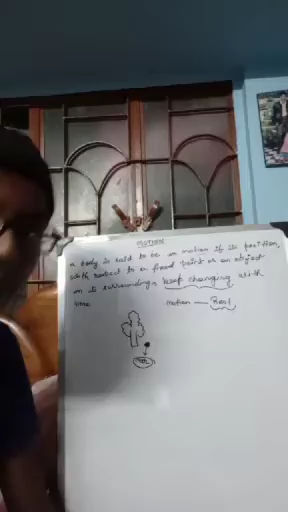 MOTION
A body is said to be in motion if its position
with respect to a fixed point or an object
in its surroundings keep changing with
time.
motion — Rest